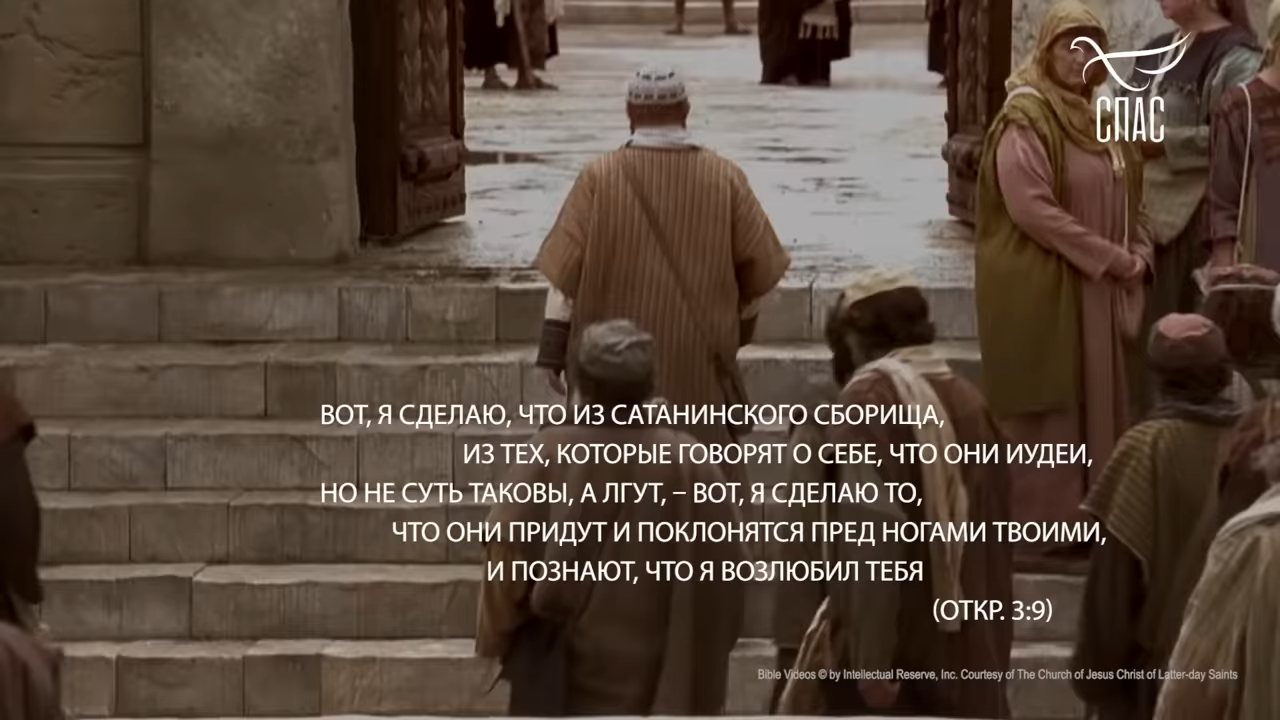 СПАС
ВОТ, Я СДЕЛАЮ, ЧТО ИЗ САТАНИНСКОГО СБОРИЩА,
ИЗ ТЕХ, КОТОРЫЕ ГОВОРЯТ О СЕБЕ, ЧТО ОНИ ИУДЕИ,
НО НЕ СУТЬ ТАКОВЫ, А ЛГУТ, – ВОТ, Я СДЕЛАЮ ТО,
ЧТО ОНИ ПРИДУТ И ПОКЛОНЯТСЯ ПРЕД НОГАМИ ТВОИМИ,
И ПОЗНАЮТ, ЧТО Я ВОЗЛЮБИЛ ТЕБЯ
(ОТКР. 3:9)
Bible Videos © by Intellectual Reserve, Inc. Courtesy of The Church of Jesus Christ of Latter-day Saints